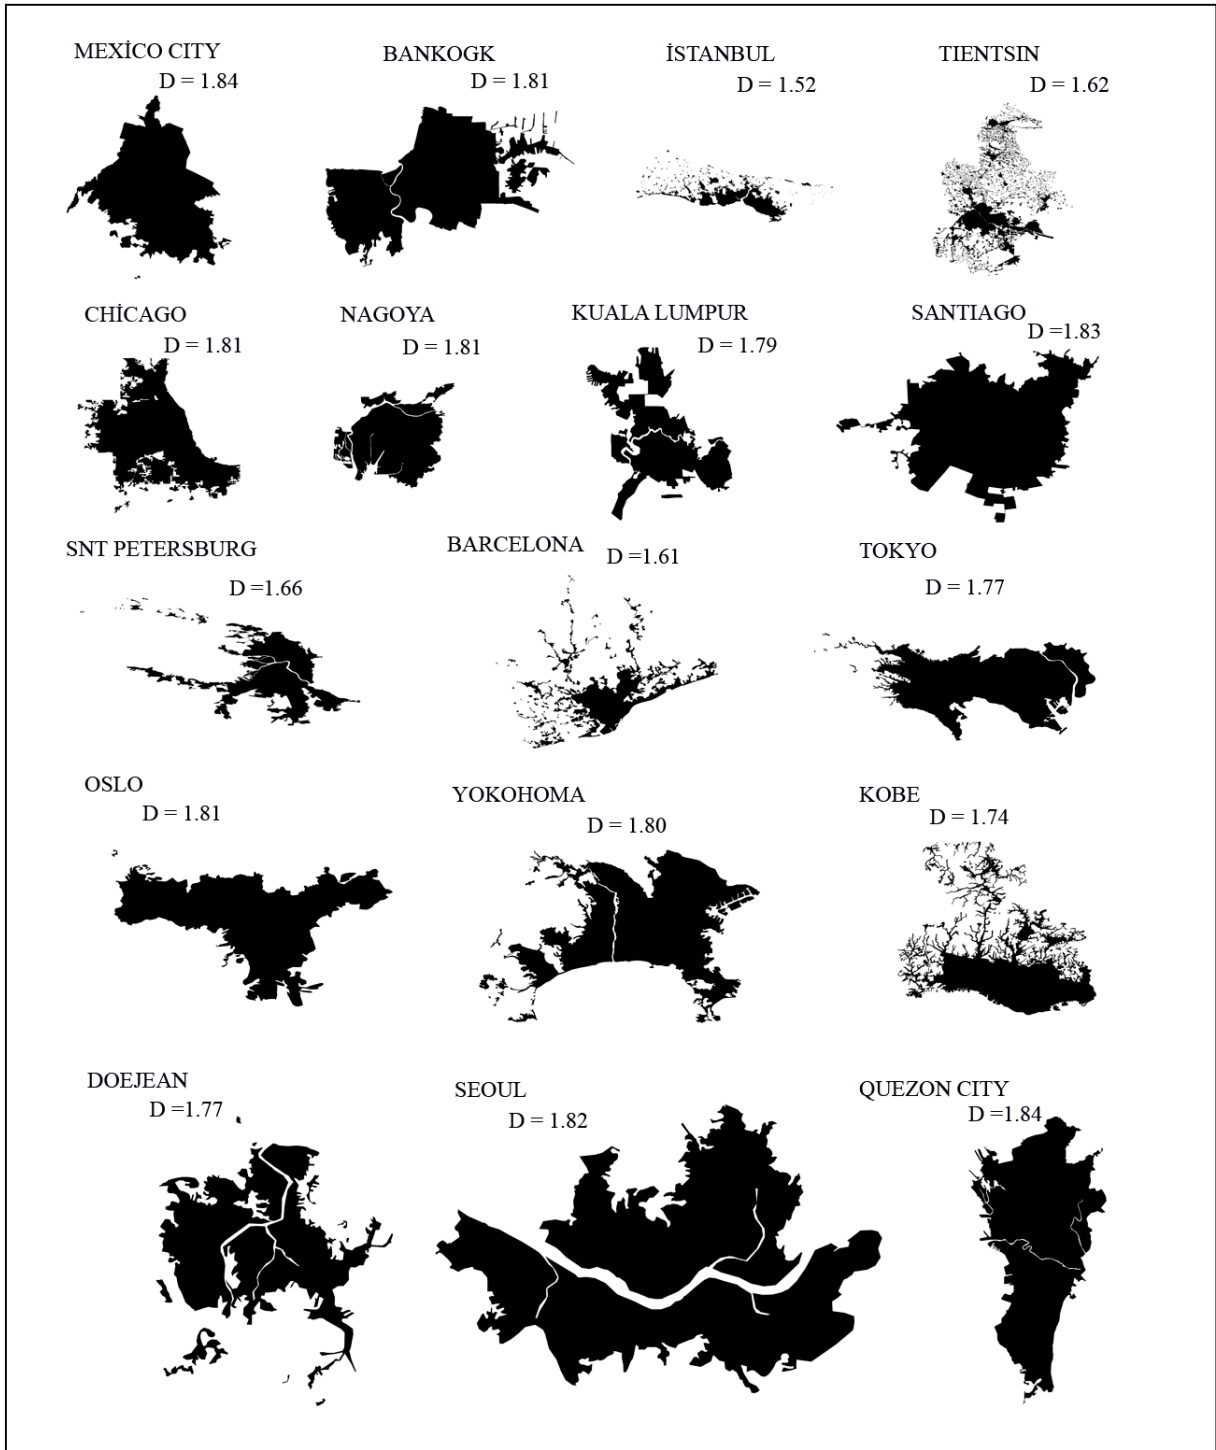 MEXİCO CITY
D = 1.84
BANKOGK
D = 1.81
İSTANBUL
D = 1.52
TIENTSIN
D = 1.62
CHİCAGO
D = 1.81
NAGOYA
D = 1.81
KUALA LUMPUR
D = 1.79
SANTIAGO
D =1.83
SNT PETERSBURG
D =1.66
BARCELONA
D =1.61
TOKYO
D = 1.77
OSLO
D = 1.81
YOKOHOMA
D = 1.80
KOBE
D = 1.74
DOEJEAN
D =1.77
SEOUL
D = 1.82
QUEZON CITY
D =1.84